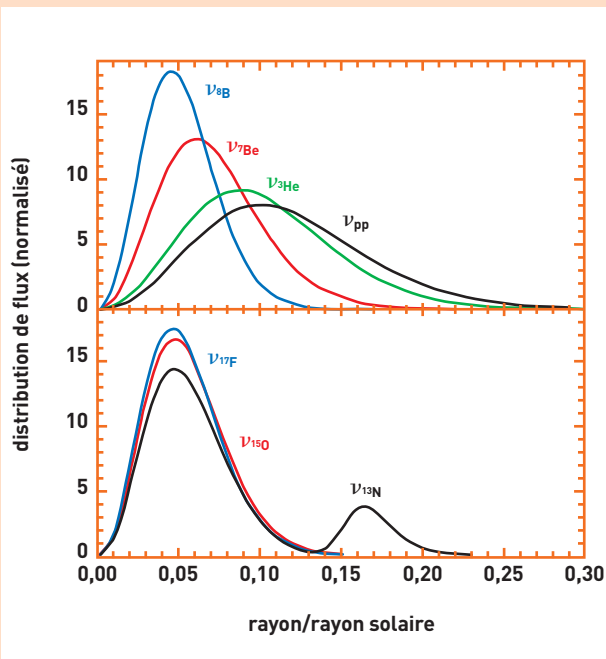 distribution de flux (normalisé)
15
10
5
0
ν⁸B
ν⁷Be
ν³He
νpp
15
10
5
0
ν¹⁷F
ν¹⁵O
ν¹³N
0,00 0,05 0,10 0,15 0,20 0,25 0,30
rayon/rayon solaire